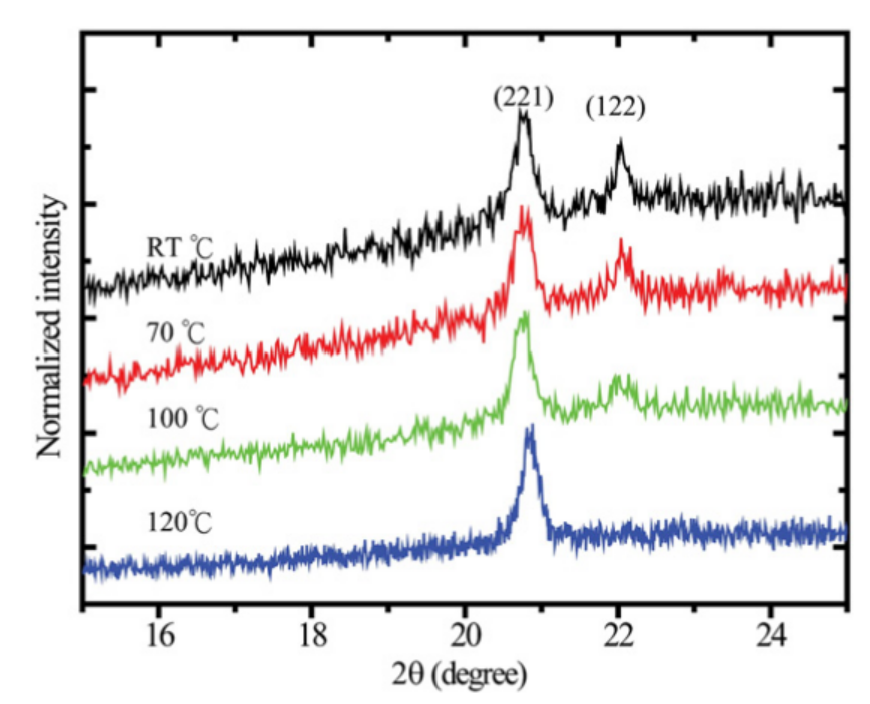 (221)
(122)
RT ℃
70 ℃
100 ℃
120℃
Normalized intensity
16 18 20 22 24
2θ (degree)